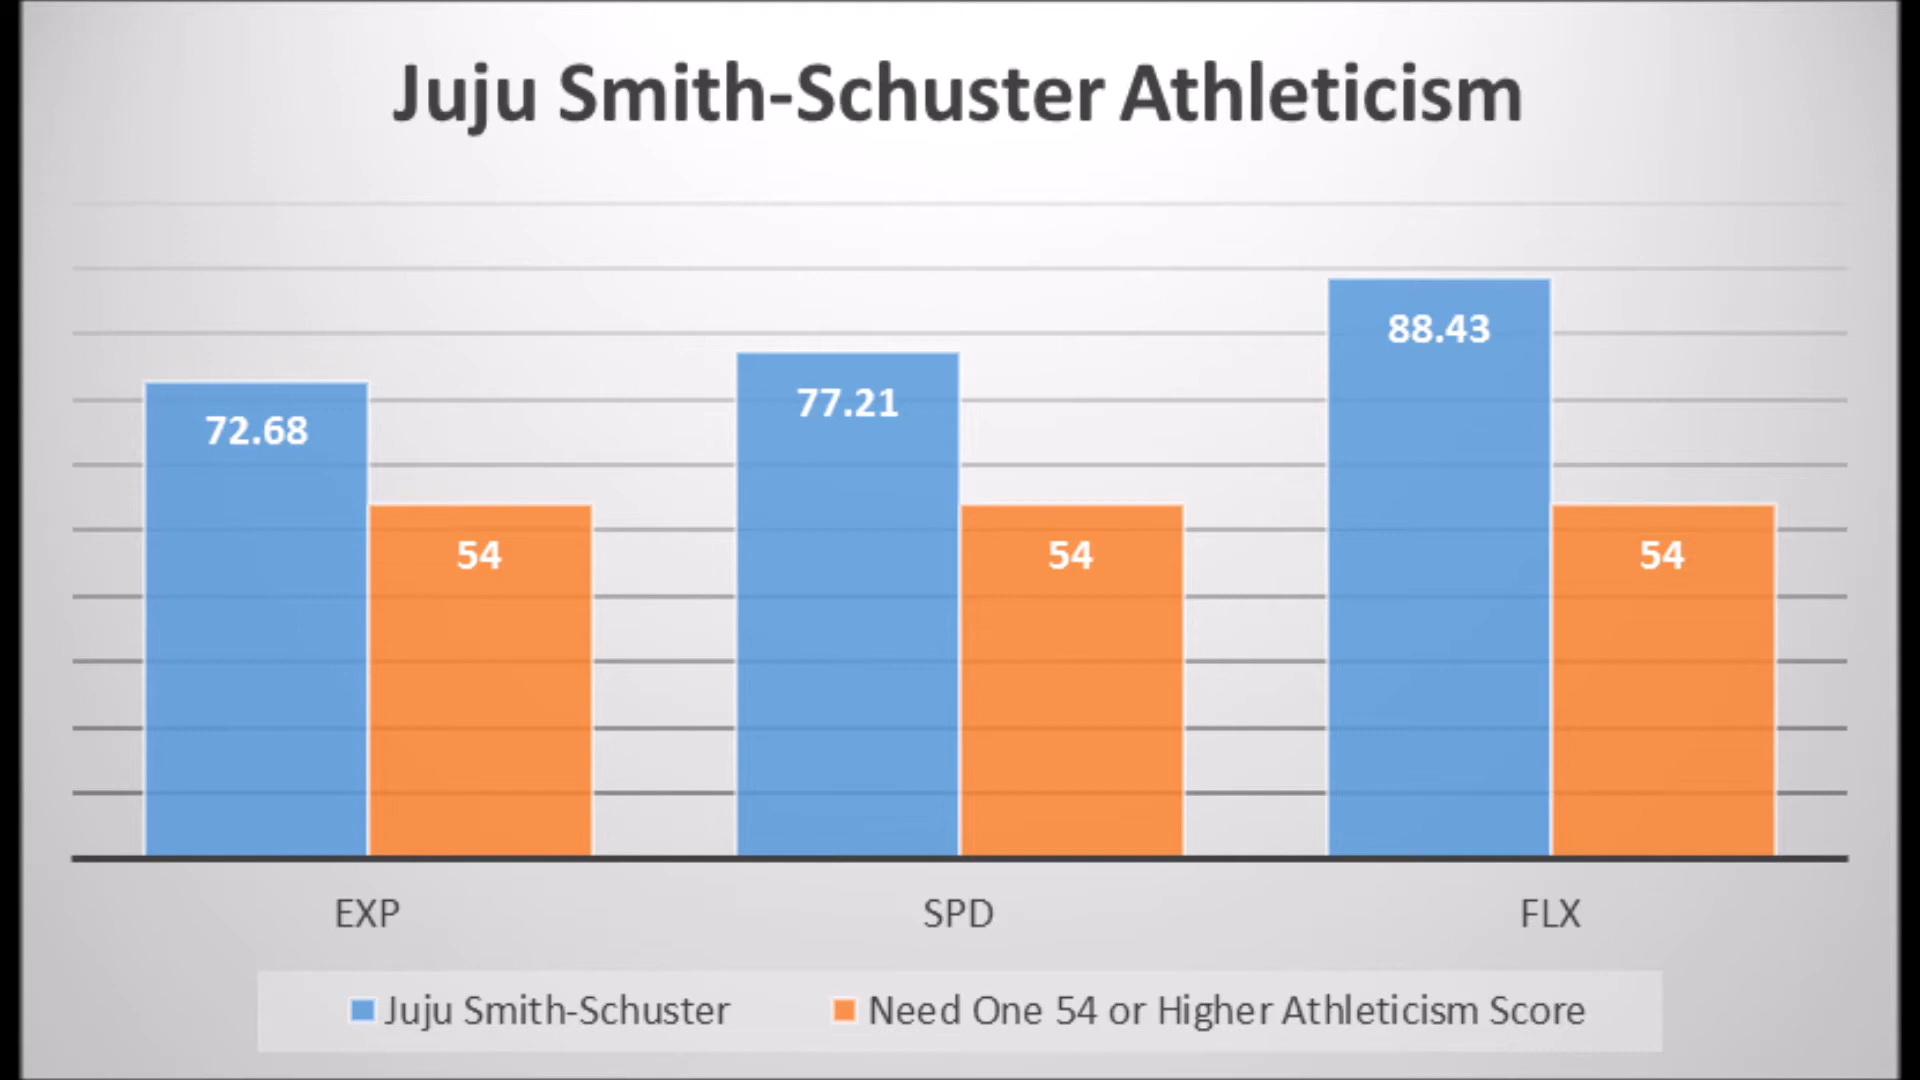 Juju Smith-Schuster Athleticism
72.68
54
77.21
54
88.43
54
EXP
SPD
FLX
Juju Smith-Schuster
Need One 54 or Higher Athleticism Score